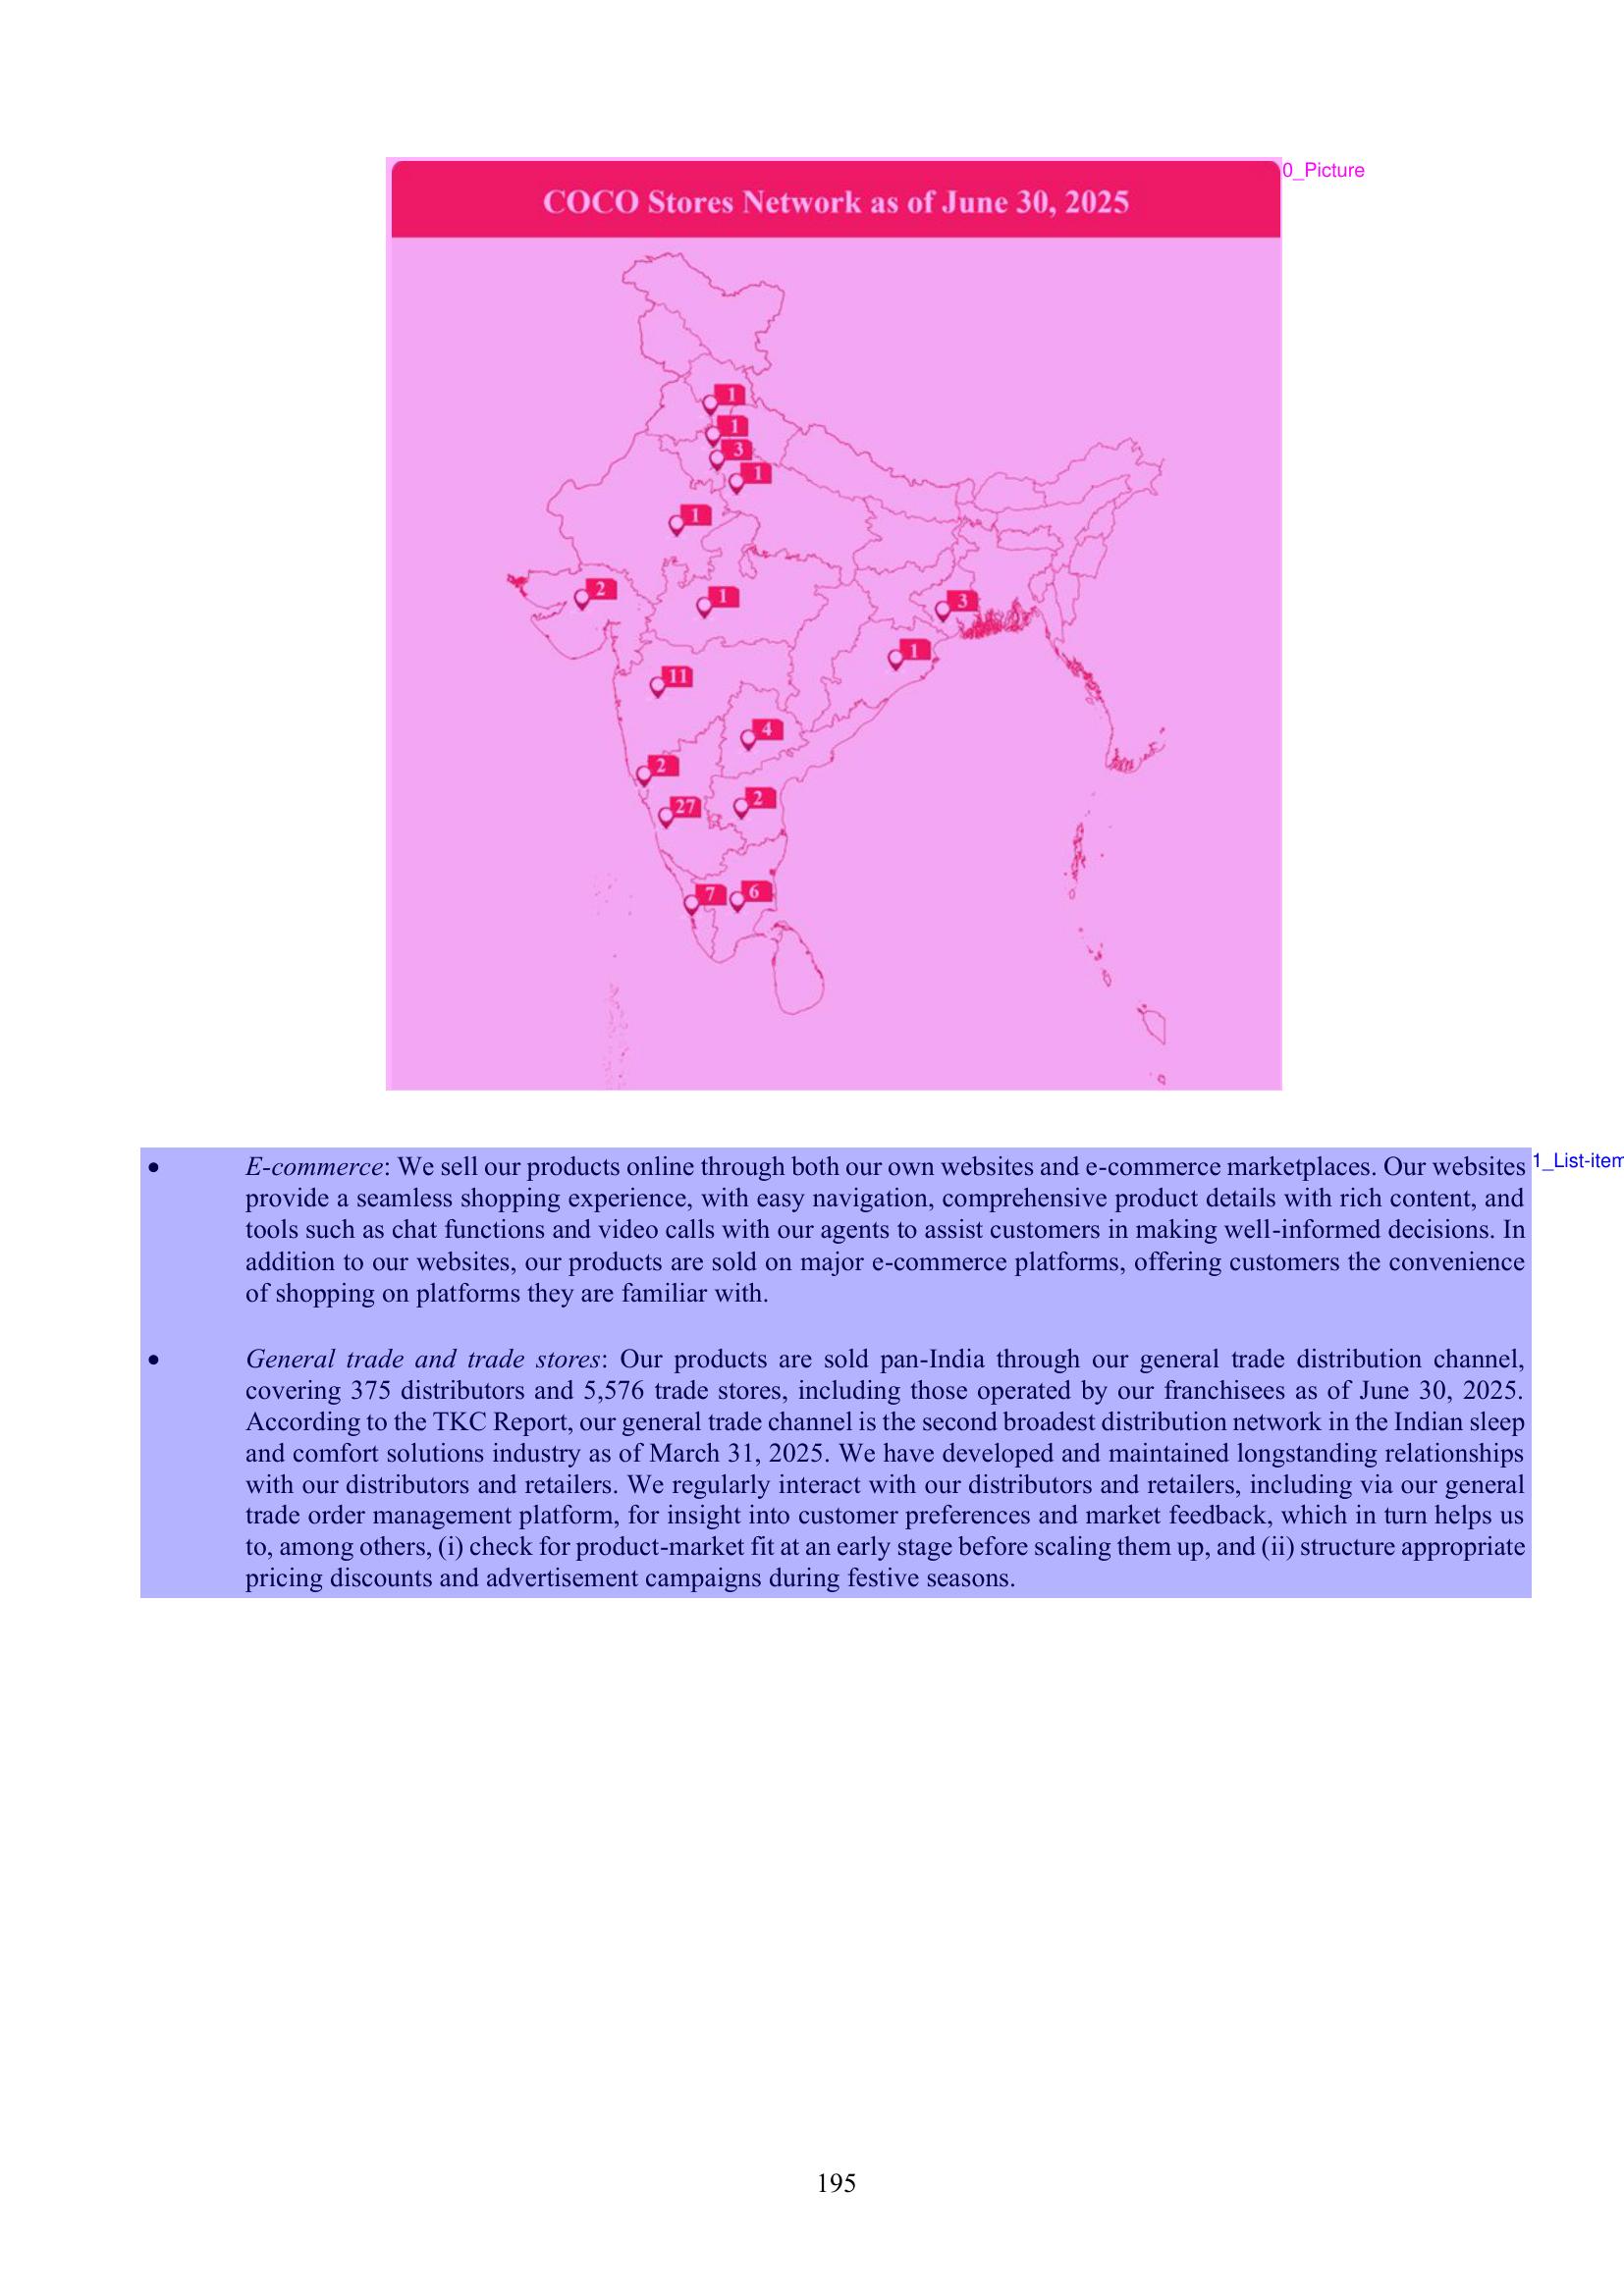 COCO Stores Network as of June 30, 2025
0_Picture
1
1
3
1
1
2
1
3
1
11
4
2
27
2
7
6
• E-commerce: We sell our products online through both our own websites and e-commerce marketplaces. Our websites
1_List-item
provide a seamless shopping experience, with easy navigation, comprehensive product details with rich content, and
tools such as chat functions and video calls with our agents to assist customers in making well-informed decisions. In
addition to our websites, our products are sold on major e-commerce platforms, offering customers the convenience
of shopping on platforms they are familiar with.
• General trade and trade stores: Our products are sold pan-India through our general trade distribution channel,
covering 375 distributors and 5,576 trade stores, including those operated by our franchisees as of June 30, 2025.
According to the TKC Report, our general trade channel is the second broadest distribution network in the Indian sleep
and comfort solutions industry as of March 31, 2025. We have developed and maintained longstanding relationships
with our distributors and retailers. We regularly interact with our distributors and retailers, including via our general
trade order management platform, for insight into customer preferences and market feedback, which in turn helps us
to, among others, (i) check for product-market fit at an early stage before scaling them up, and (ii) structure appropriate
pricing discounts and advertisement campaigns during festive seasons.
195